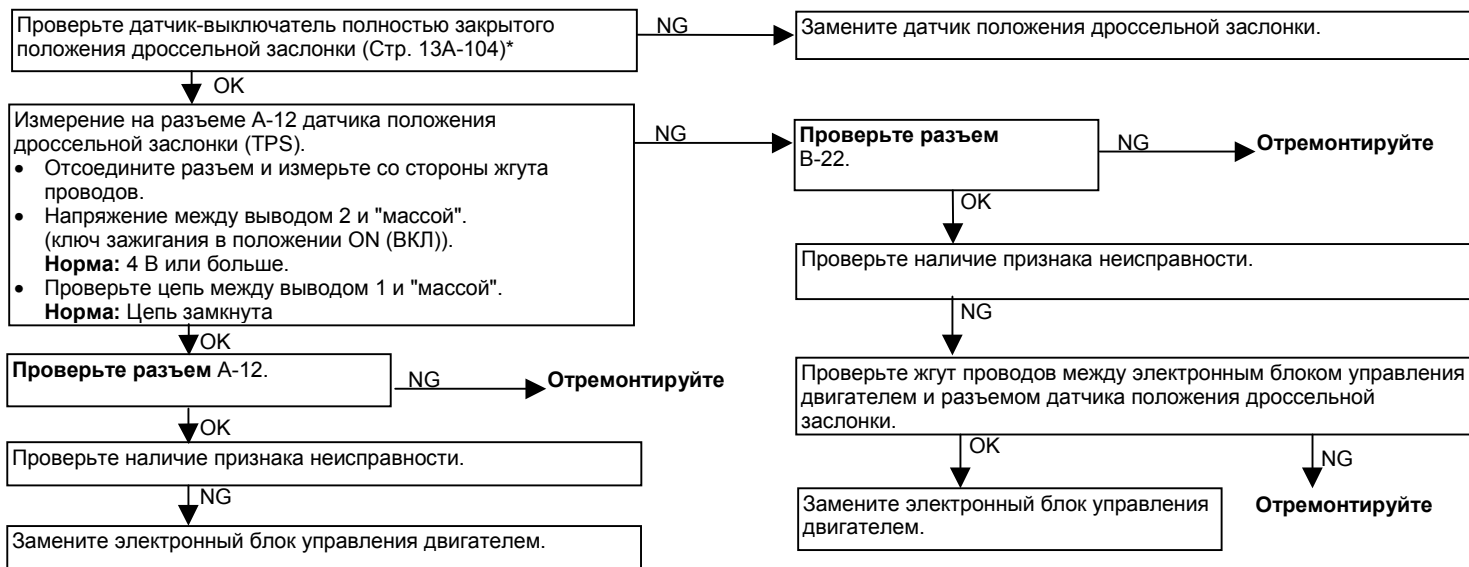 Проверьте датчик-выключатель полностью закрытого
положения дроссельной заслонки (Стр. 13A-104)*
NG
Замените датчик положения дроссельной заслонки.
OK
Измерение на разъеме А-12 датчика положения
дроссельной заслонки (TPS).
• Отсоедините разъем и измерьте со стороны жгута
проводов.
• Напряжение между выводом 2 и "массой".
(ключ зажигания в положении ON (ВКЛ)).
Норма: 4 В или больше.
• Проверьте цепь между выводом 1 и "массой".
Норма: Цепь замкнута
NG
Проверьте разъем
В-22.
NG
Отремонтируйте
OK
Проверьте наличие признака неисправности.
NG
Проверьте жгут проводов между электронным блоком управления
двигателем и разъемом датчика положения дроссельной
заслонки.
OK
NG
Замените электронный блок управления
двигателем.
Отремонтируйте
OK
Проверьте разъем А-12.
NG
Отремонтируйте
OK
Проверьте наличие признака неисправности.
NG
Замените электронный блок управления двигателем.